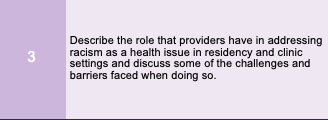 3
Describe the role that providers have in addressing
racism as a health issue in residency and clinic
settings and discuss some of the challenges and
barriers faced when doing so.